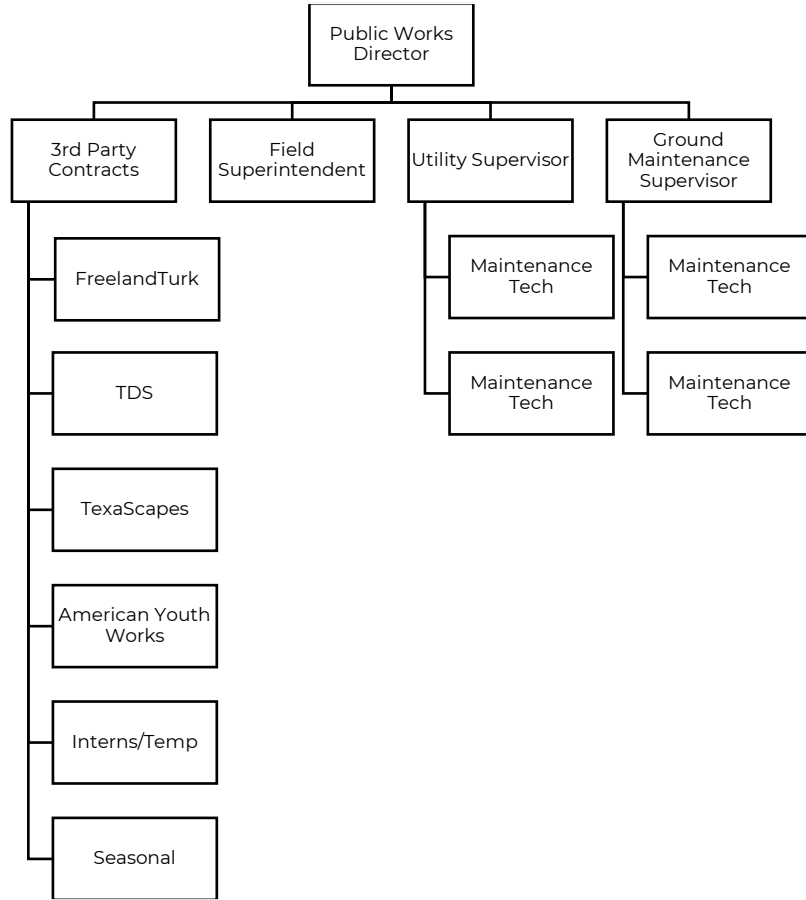 Public Works
Director
3rd Party
Contracts
Field
Superintendent
Utility Supervisor
Ground
Maintenance
Supervisor
FreelandTurk
Maintenance
Tech
Maintenance
Tech
TDS
Maintenance
Tech
Maintenance
Tech
TexaScapes
American Youth
Works
Interns/Temp
Seasonal